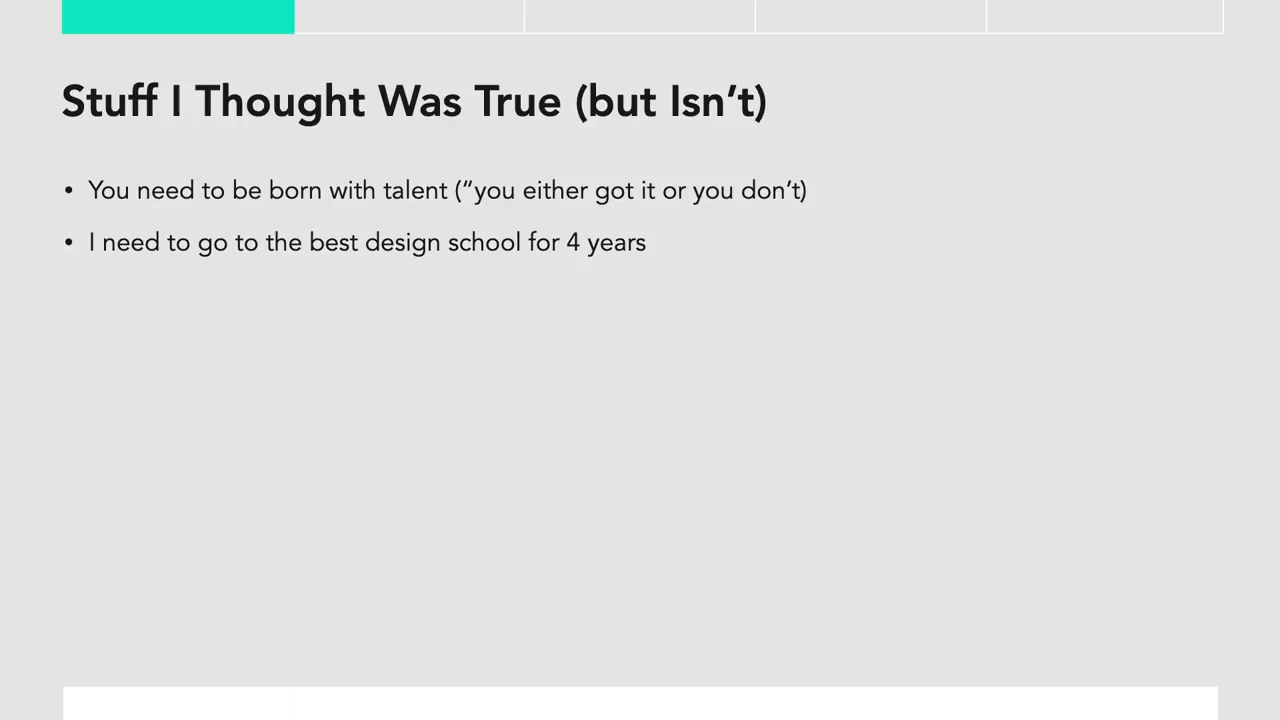 Stuff I Thought Was True (but Isn’t)
• You need to be born with talent (“you either got it or you don’t)
• I need to go to the best design school for 4 years